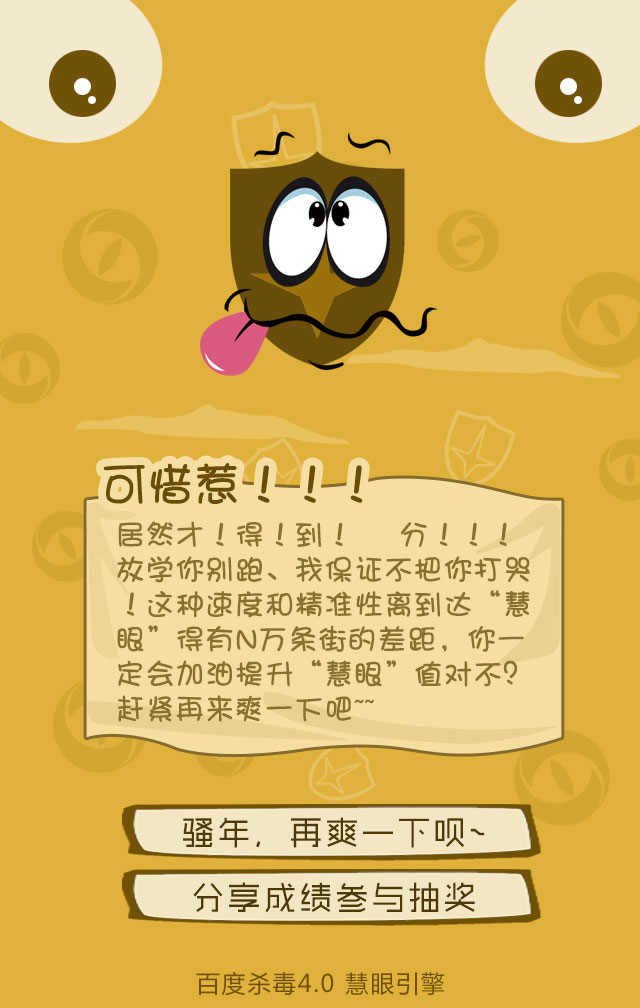 可惜惹！！！
居然才！得！到！　分！！！
放学你别跑、我保证不把你打哭
！这种速度和精准性离到达“慧
眼”得有N万条街的差距，你一
定会加油提升“慧眼”值对不？
赶紧再来爽一下吧~~
骚年，再爽一下呗~
分享成绩参与抽奖
百度杀毒4.0 慧眼引擎